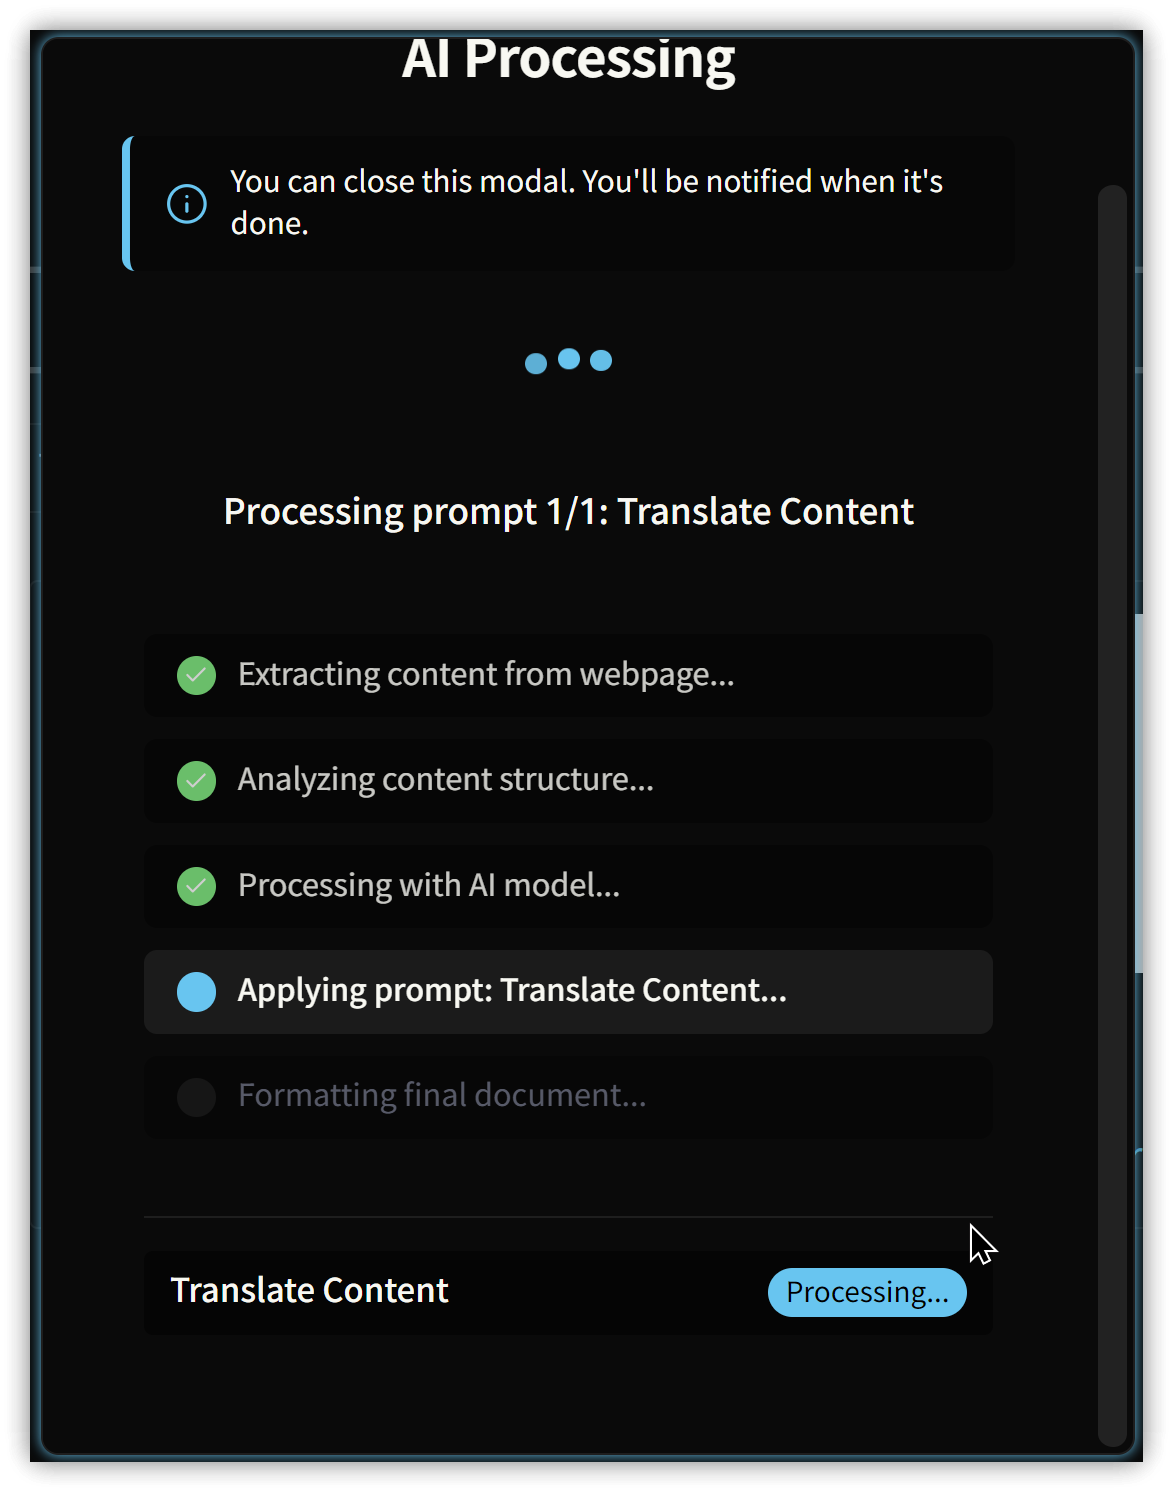 AI Processing
You can close this modal. You'll be notified when it's
done.
Processing prompt 1/1: Translate Content
Extracting content from webpage...
Analyzing content structure...
Processing with AI model...
Applying prompt: Translate Content...
Formatting final document...
Translate Content
Processing...